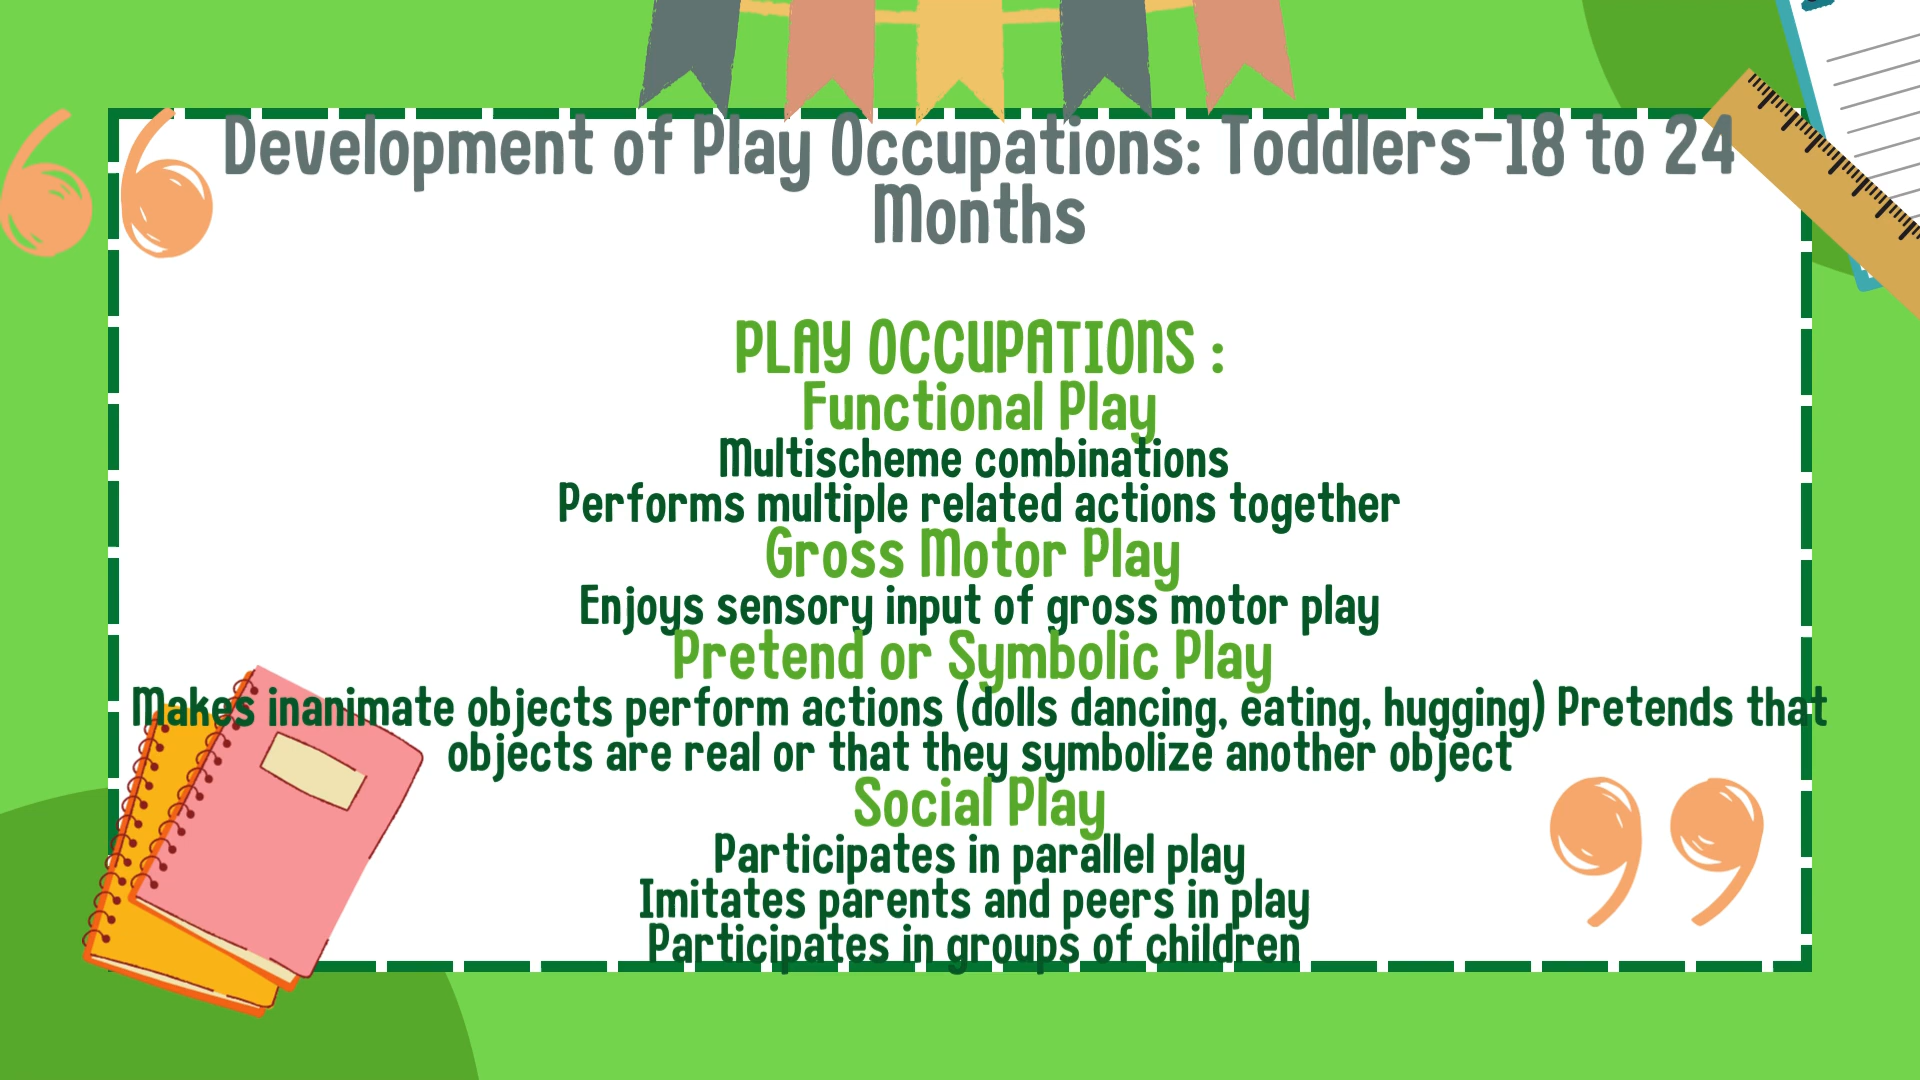 Development of Play Occupations: Toddlers-18 to 24
Months
PLAY OCCUPATIONS :
Functional Play
Multischeme combinations
Performs multiple related actions together
Gross Motor Play
Enjoys sensory input of gross motor play
Pretend or Symbolic Play
Makes inanimate objects perform actions (dolls dancing, eating, hugging) Pretends that
objects are real or that they symbolize another object
Social Play
Participates in parallel play
Imitates parents and peers in play
Participates in groups of children